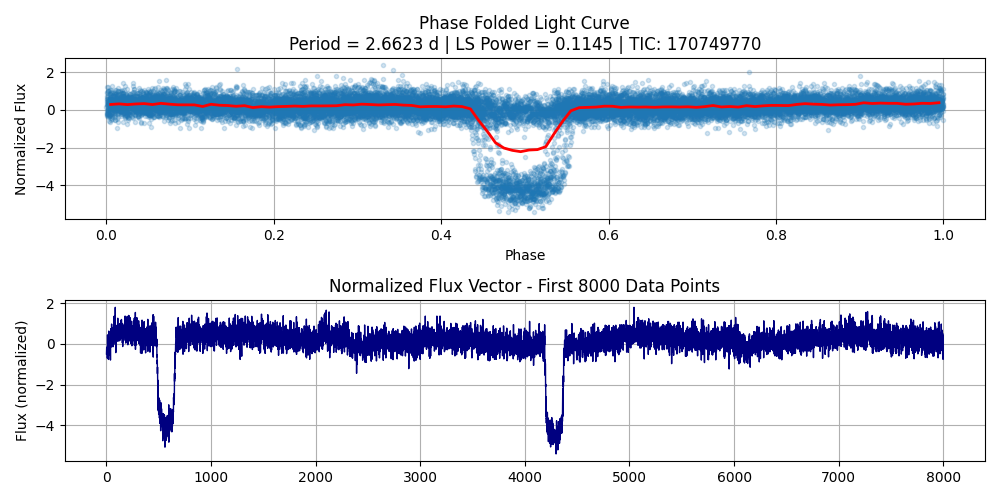 Phase Folded Light Curve
Period = 2.6623 d | LS Power = 0.1145 | TIC: 170749770
Normalized Flux
2
0
−2
−4
0.0 0.2 0.4 0.6 0.8 1.0
Phase
Normalized Flux Vector - First 8000 Data Points
Flux (normalized)
2
0
−2
−4
0 1000 2000 3000 4000 5000 6000 7000 8000